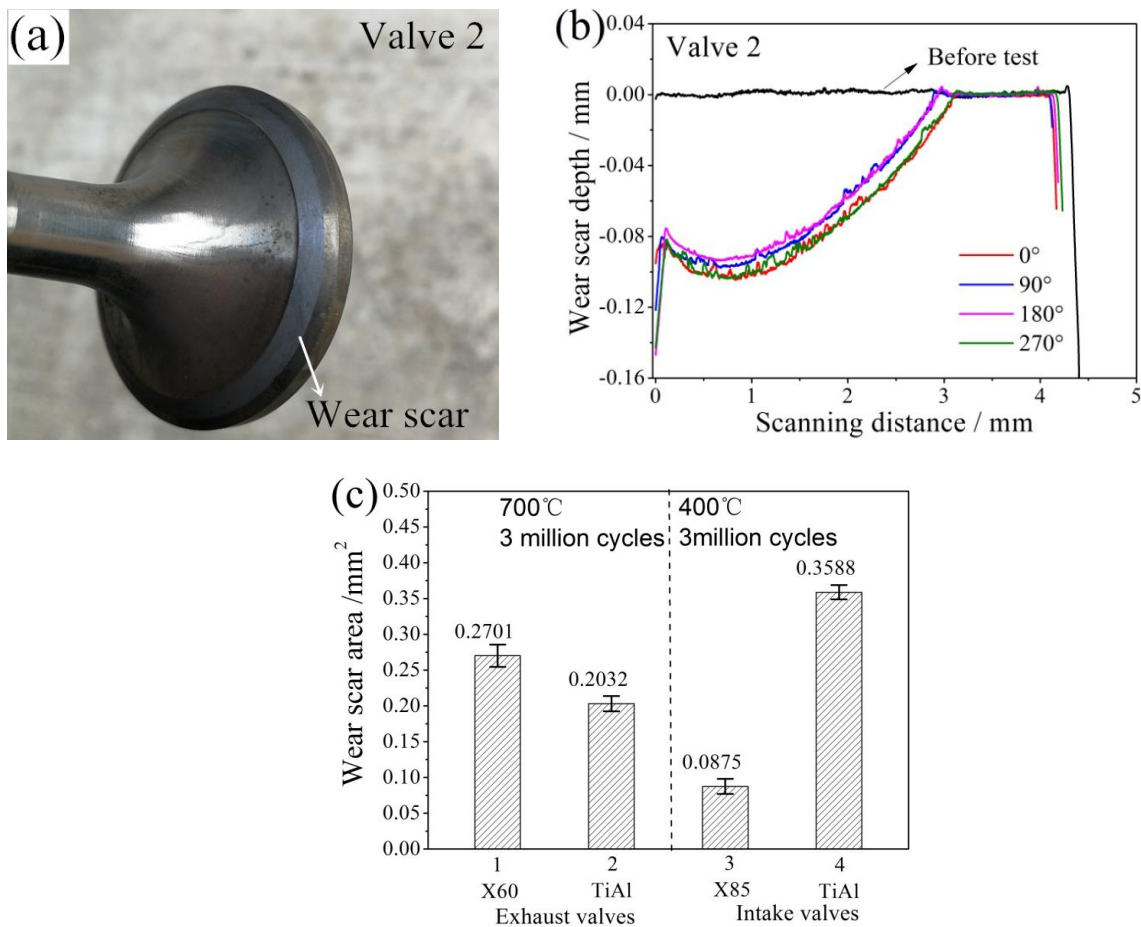 (a)
Valve 2
Wear scar
(b)
Valve 2
Before test
0.04
0.00
-0.04
-0.08
-0.12
-0.16
Wear scar depth / mm
0°
90°
180°
270°
0 1 2 3 4 5
Scanning distance / mm
(c)
0.50
0.45
0.40
0.35
0.30
0.25
0.20
0.15
0.10
0.05
0.00
Wear scar area /mm²
700℃
3 million cycles
400℃
3million cycles
0.2701
0.2032
0.0875
0.3588
1 2 3 4
X60 TiAl X85 TiAl
Exhaust valves Intake valves